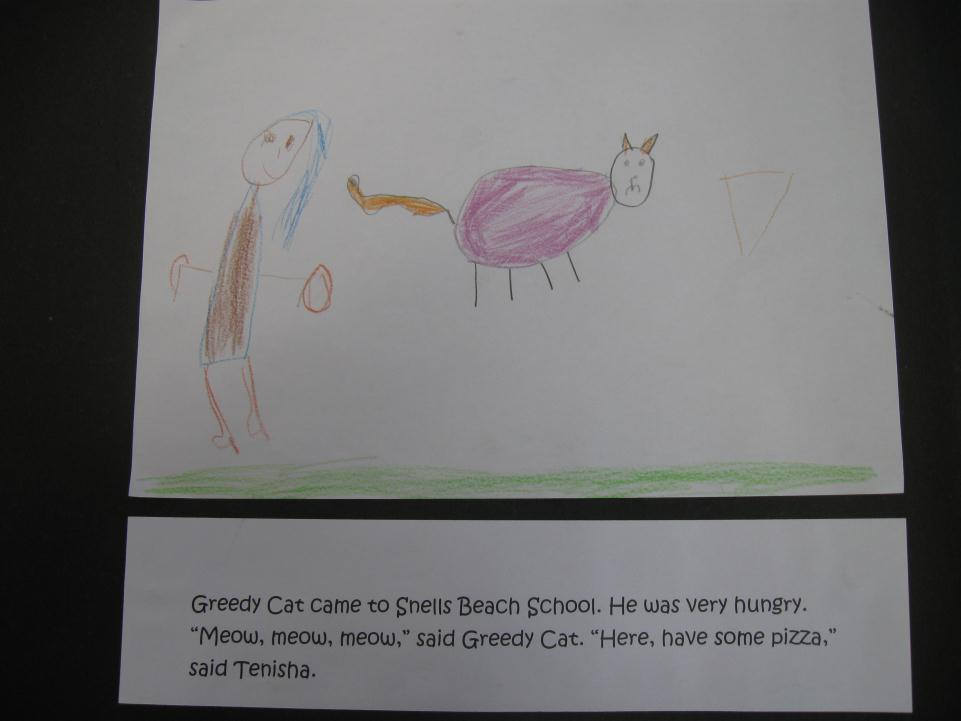 Greedy Cat came to Snells Beach School. He was very hungry.
“Meow, meow, meow,” said Greedy Cat. “Here, have some pizza,”
said Tenisha.